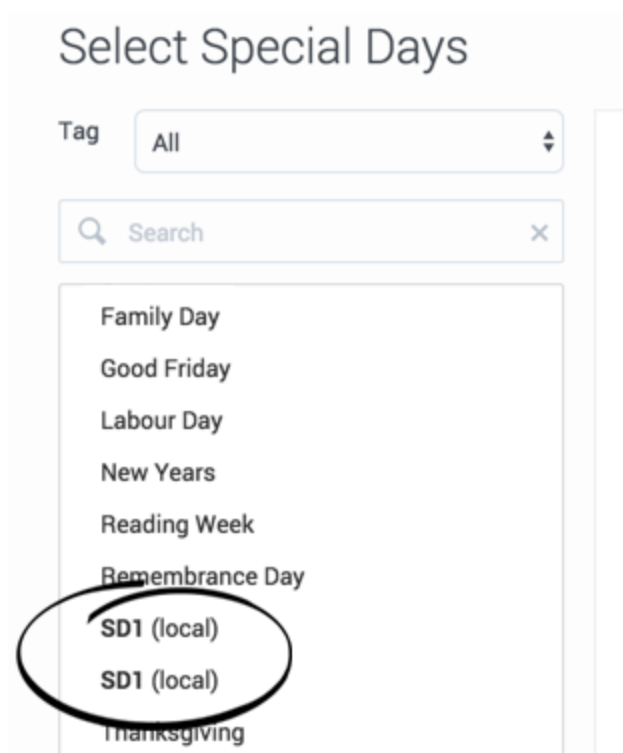 Select Special Days
Tag
All
Search
Family Day
Good Friday
Labour Day
New Years
Reading Week
Remembrance Day
SD1 (local)
SD1 (local)
Thanksgiving